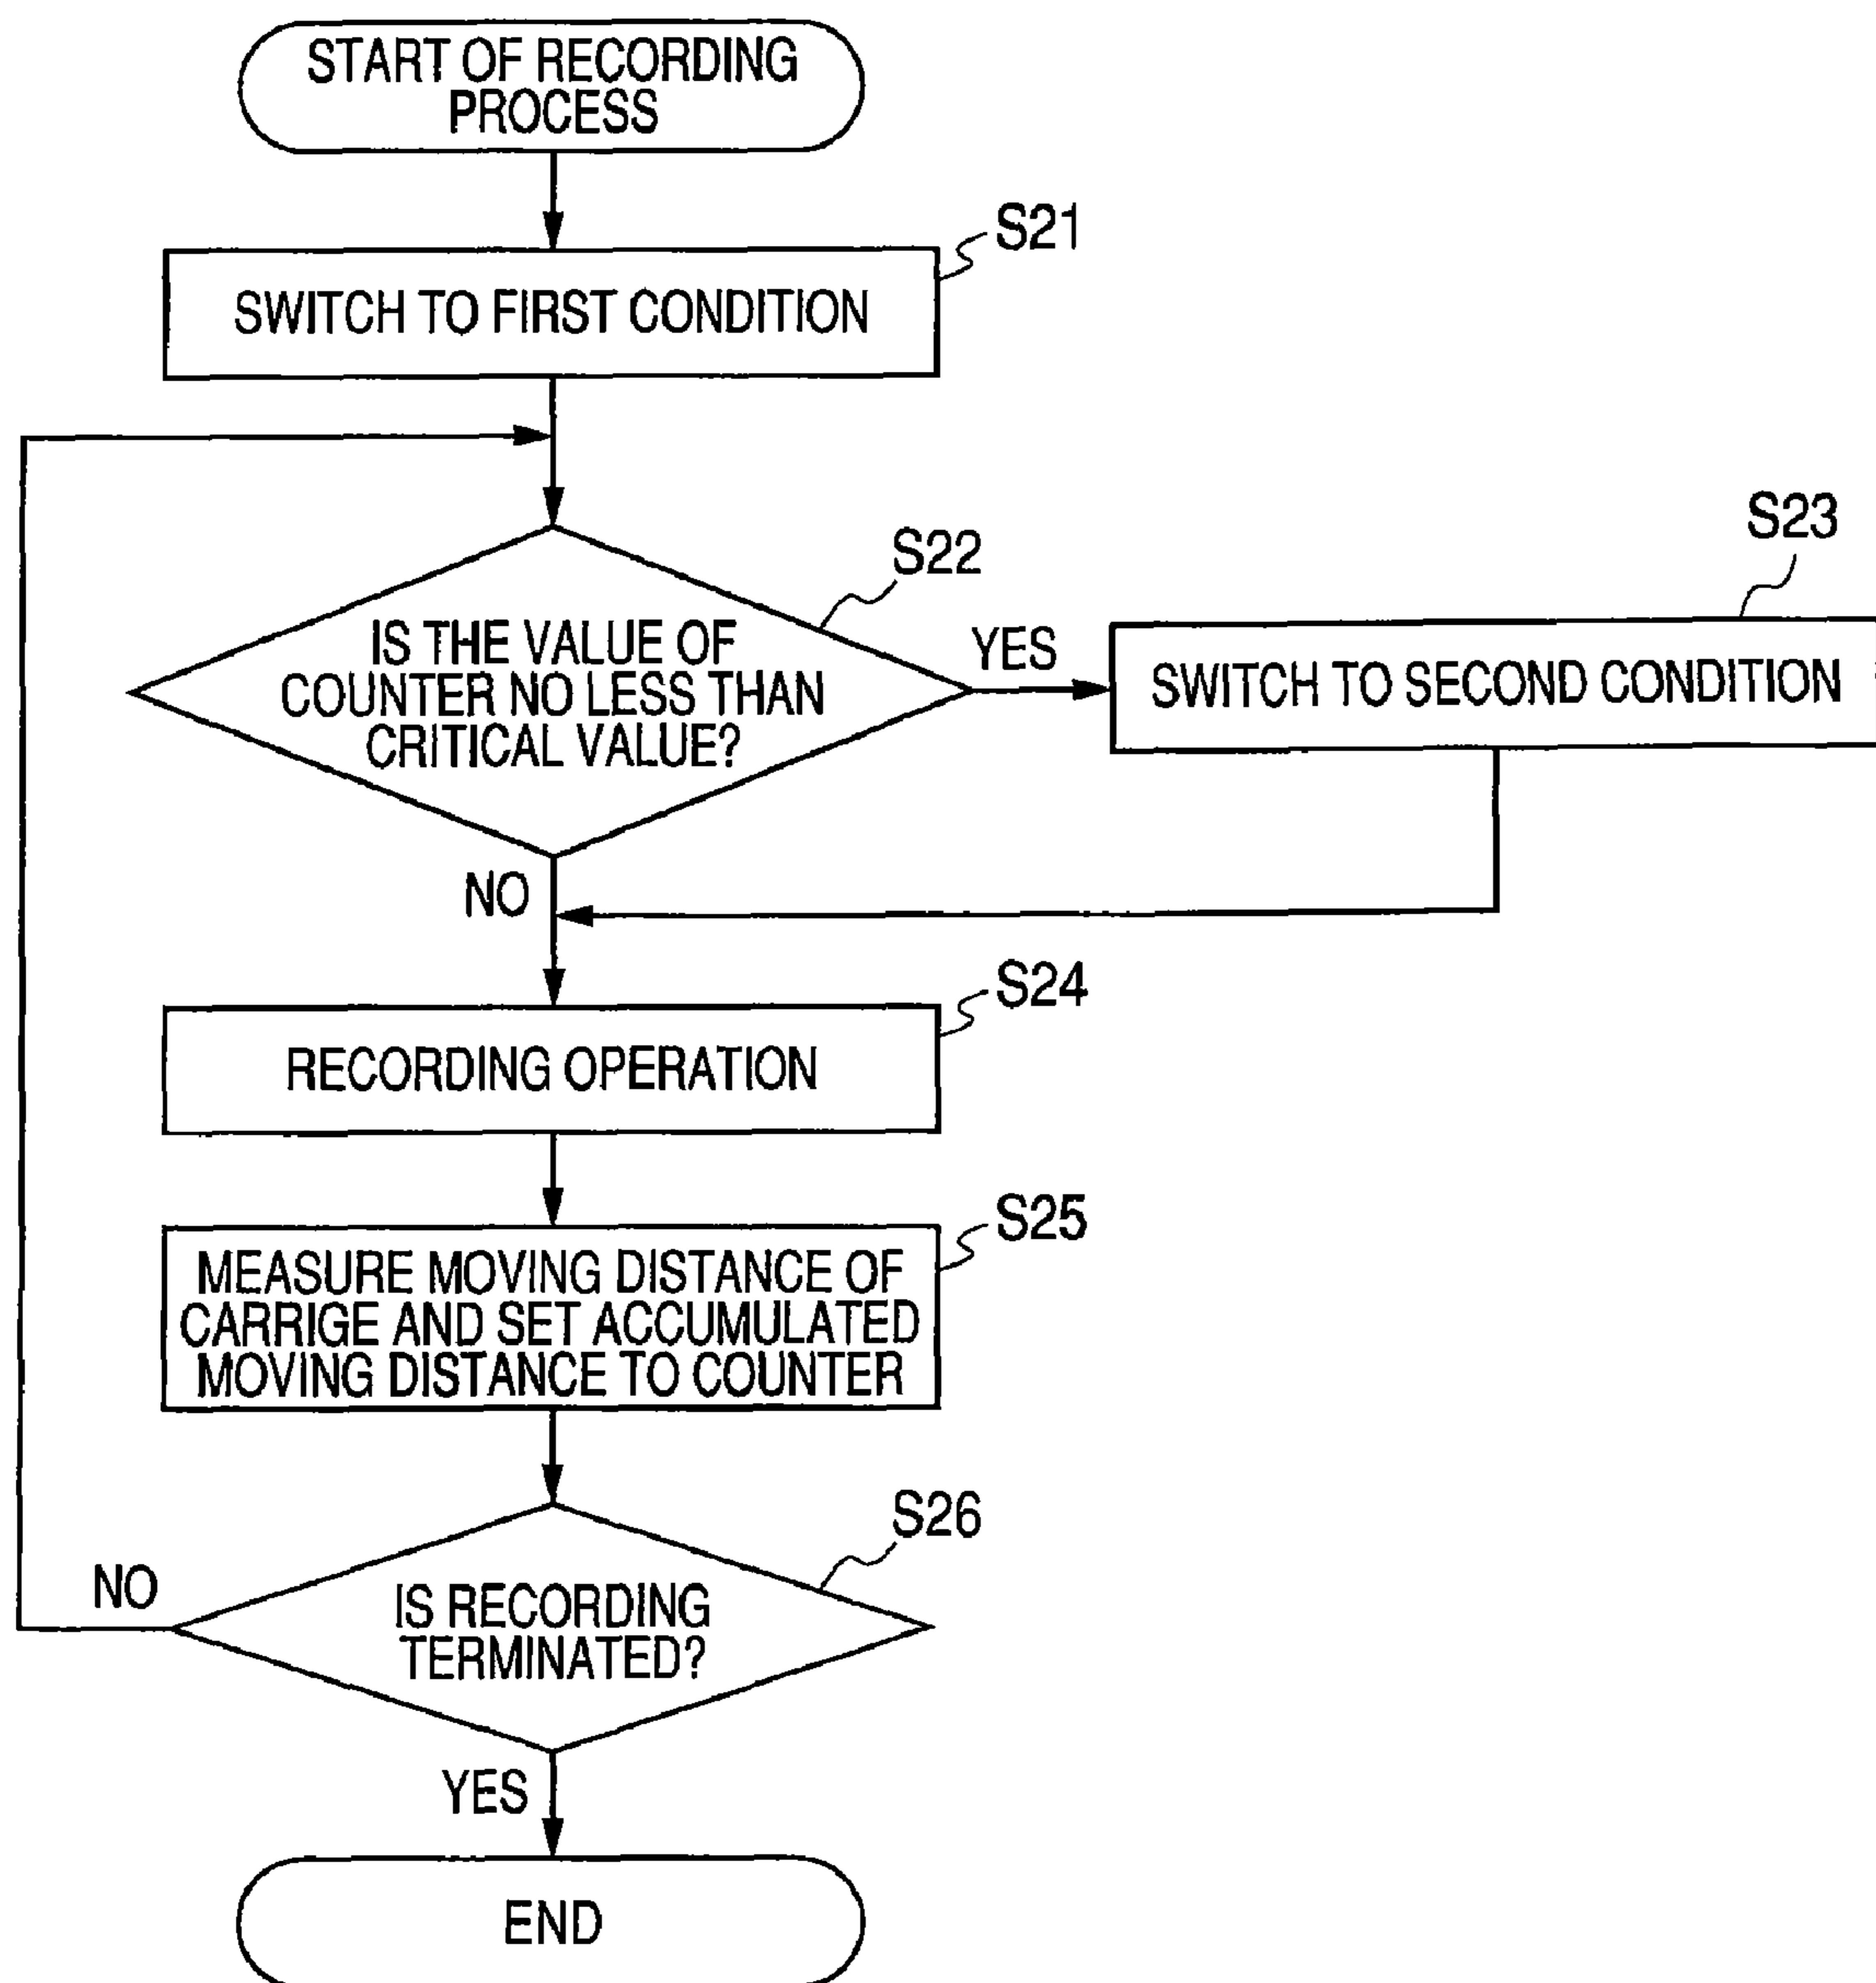 START OF RECORDING
PROCESS
S21
SWITCH TO FIRST CONDITION
S22
IS THE VALUE OF
COUNTER NO LESS THAN
CRITICAL VALUE?
YES
S23
SWITCH TO SECOND CONDITION
NO
S24
RECORDING OPERATION
S25
MEASURE MOVING DISTANCE OF
CARRIGE AND SET ACCUMULATED
MOVING DISTANCE TO COUNTER
S26
IS RECORDING
TERMINATED?
NO
YES
END